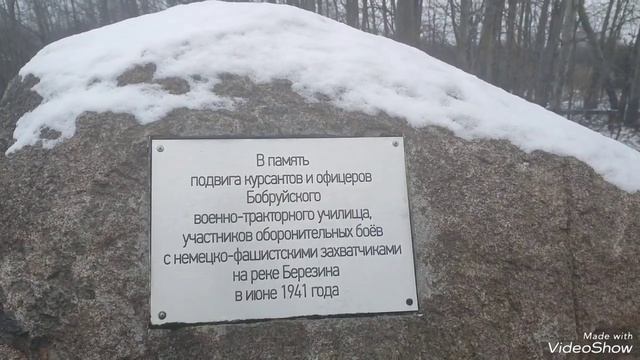 В память
подвига курсантов и офицеров
Бобруйского
военно-тракторного училища,
участников оборонительных боёв
с немецко-фашистскими захватчиками
на реке Березина
в июне 1941 года
Made with
VideoShow